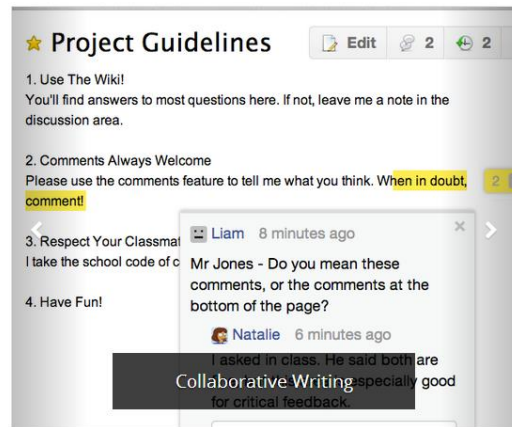 Project Guidelines
Edit 2 2
1. Use The Wiki!
You'll find answers to most questions here. If not, leave me a note in the
discussion area.
2. Comments Always Welcome
Please use the comments feature to tell me what you think. When in doubt, 2
comment!
3. Respect Your Classma
I take the school code of c
4. Have Fun!
Liam 8 minutes ago
Mr Jones - Do you mean these
comments, or the comments at the
bottom of the page?
Natalie 6 minutes ago
I asked in class. He said both are
especially good
for critical feedback.
Collaborative Writing